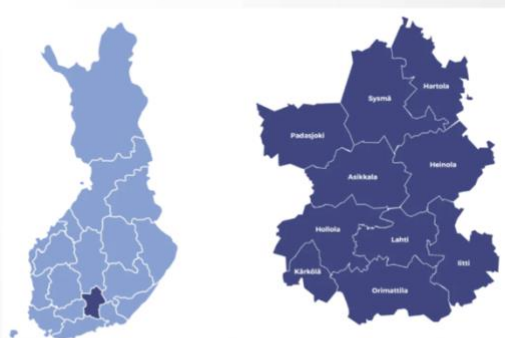 Hartola
Sysmä
Padasjoki
Heinola
Asikkala
Hollola
Lahti
Iitti
Kärkölä
Orimattila